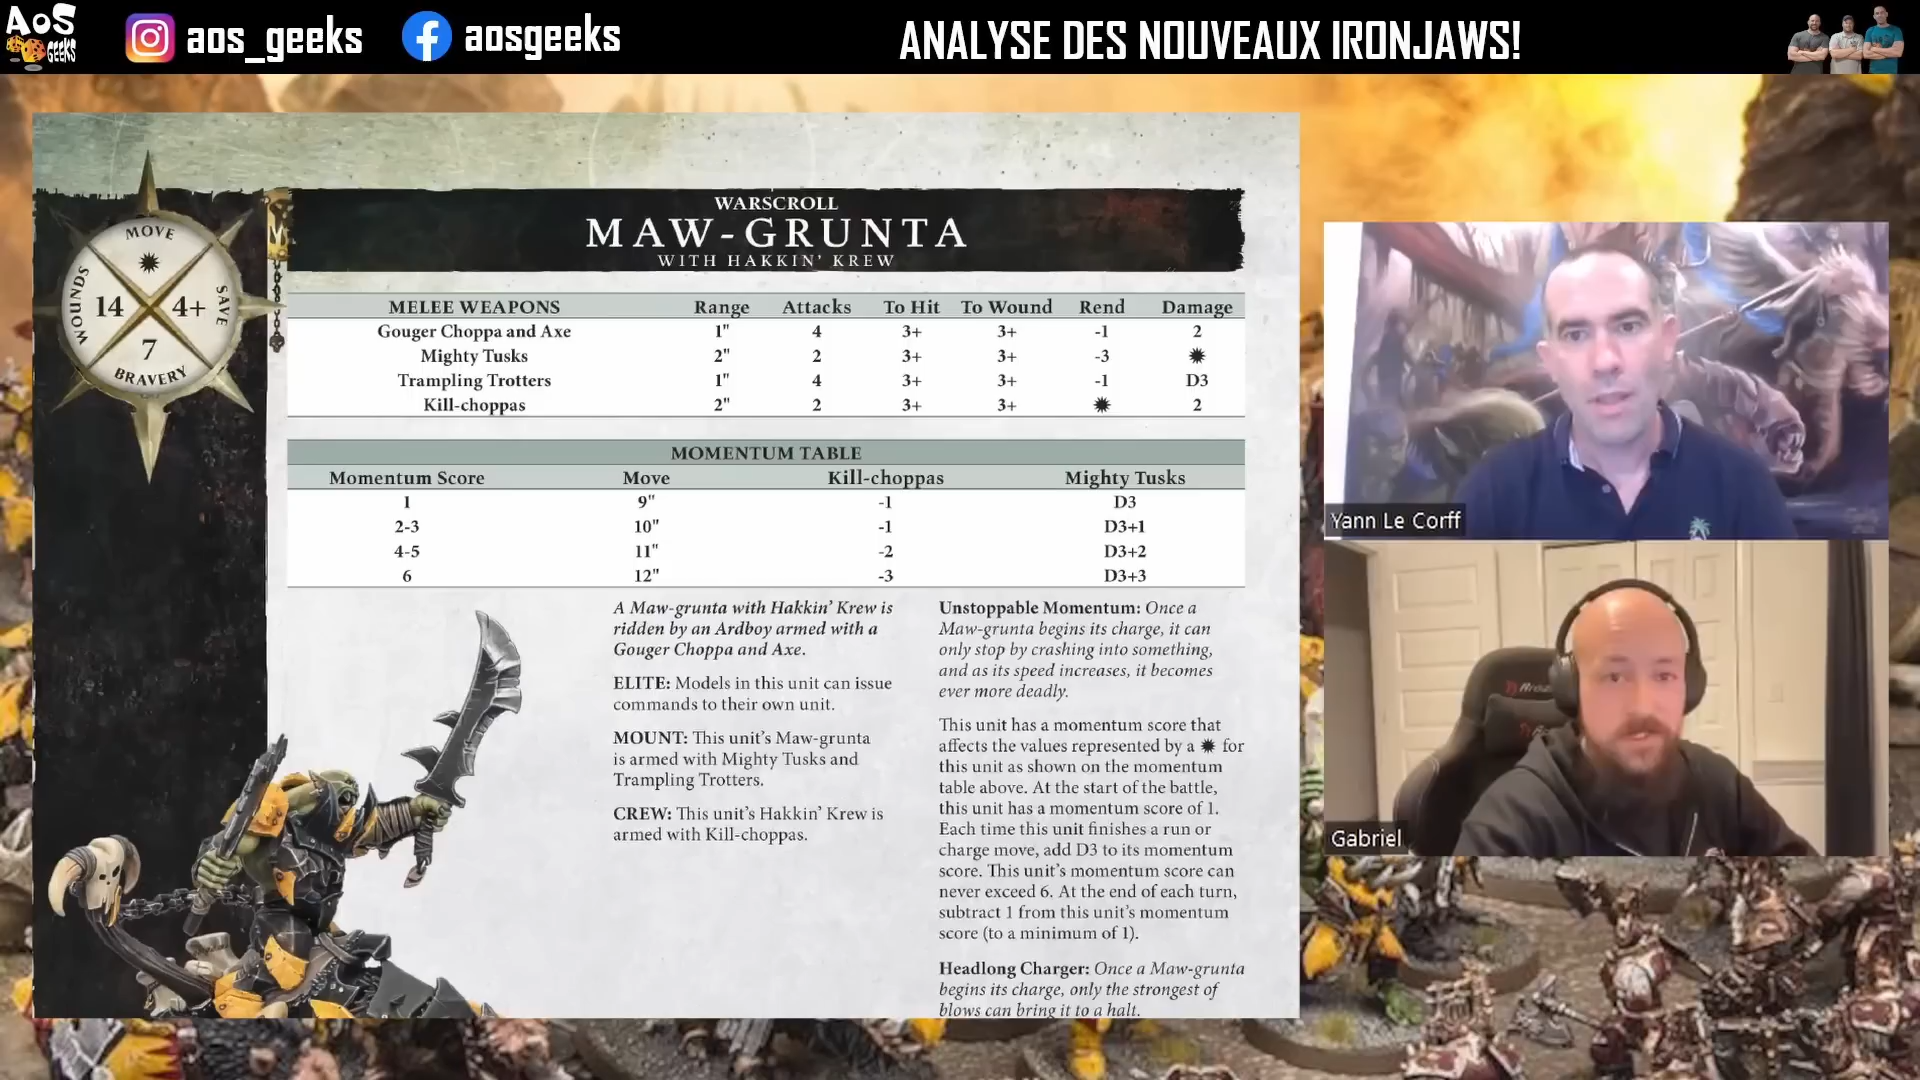 AoS
GEEKS
aos_geeks
aosgeeks
ANALYSE DES NOUVEAUX IRONJAWS!
WARSCROLL
MAW-GRUNTA
WITH HAKKIN' KREW
MOVE
WOUNDS
14
4+
SAVE
7
BRAVERY
MELEE WEAPONS Range Attacks To Hit To Wound Rend Damage
Gouger Choppa and Axe 1" 4 3+ 3+ -1 2
Mighty Tusks 2" 2 3+ 3+ -3 ✹
Trampling Trotters 1" 4 3+ 3+ -1 D3
Kill-choppas 2" 2 3+ 3+ ✹ 2
MOMENTUM TABLE
Momentum Score Move Kill-choppas Mighty Tusks
1 9" -1 D3
2-3 10" -1 D3+1
4-5 11" -2 D3+2
6 12" -3 D3+3
A Maw-grunta with Hakkin' Krew is
ridden by an Ardboy armed with a
Gouger Choppa and Axe.
ELITE: Models in this unit can issue
commands to their own unit.
MOUNT: This unit's Maw-grunta
is armed with Mighty Tusks and
Trampling Trotters.
CREW: This unit's Hakkin' Krew is
armed with Kill-choppas.
Unstoppable Momentum: Once a
Maw-grunta begins its charge, it can
only stop by crashing into something,
and as its speed increases, it becomes
ever more deadly.
This unit has a momentum score that
affects the values represented by a ✹ for
this unit as shown on the momentum
table above. At the start of the battle,
this unit has a momentum score of 1.
Each time this unit finishes a run or
charge move, add D3 to its momentum
score. This unit's momentum score can
never exceed 6. At the end of each turn,
subtract 1 from this unit's momentum
score (to a minimum of 1).
Headlong Charger: Once a Maw-grunta
begins its charge, only the strongest of
blows can bring it to a halt.
Yann Le Corff
Gabriel